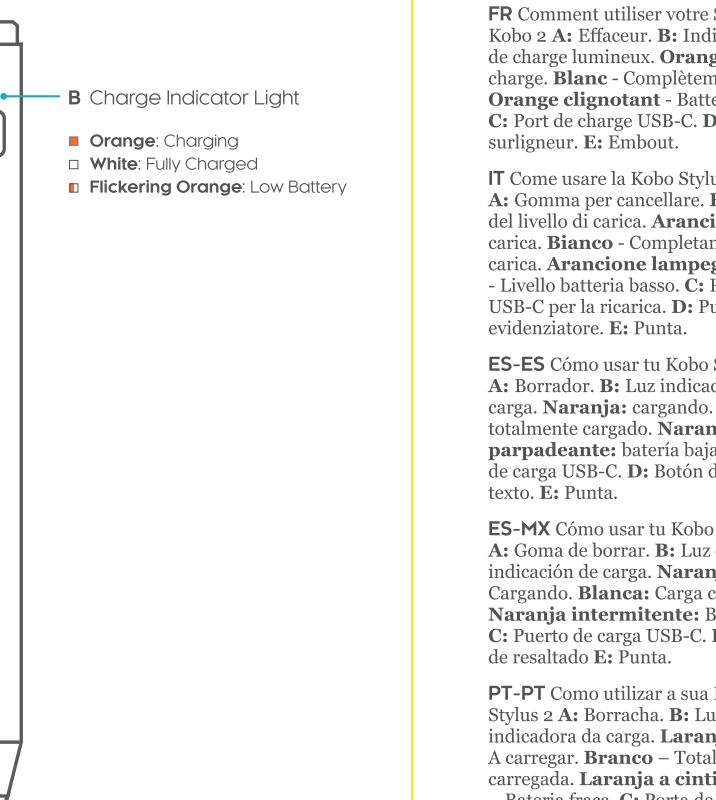 B Charge Indicator Light
Orange: Charging
White: Fully Charged
Flickering Orange: Low Battery
FR Comment utiliser votre
Kobo 2 A: Effaceur. B:
de charge lumineux.
charge. Blanc -
Orange clignotant -
C: Port de charge USB-C.
surligneur. E: Embout.
IT Come usare la Kobo
A: Gomma per cancellare.
del livello di carica.
carica. Bianco -
carica. Arancione
- Livello batteria basso. C:
USB-C per la ricarica. D:
evidenziatore. E: Punta.
ES-ES Cómo usar tu Kobo
A: Borrador. B: Luz
carga. Naranja: cargando.
totalmente cargado.
parpadeante: batería baja
de carga USB-C. D: Botón
texto. E: Punta.
ES-MX Cómo usar tu Kobo
A: Goma de borrar. B: Luz
indicación de carga.
Cargando. Blanca: Carga
Naranja intermitente:
C: Puerto de carga USB-C.
de resaltado E: Punta.
PT-PT Como utilizar a sua
Stylus 2 A: Borracha. B:
indicadora da carga.
A carregar. Branco –
carregada. Laranja a
– Bateria fraca. C: Porta de